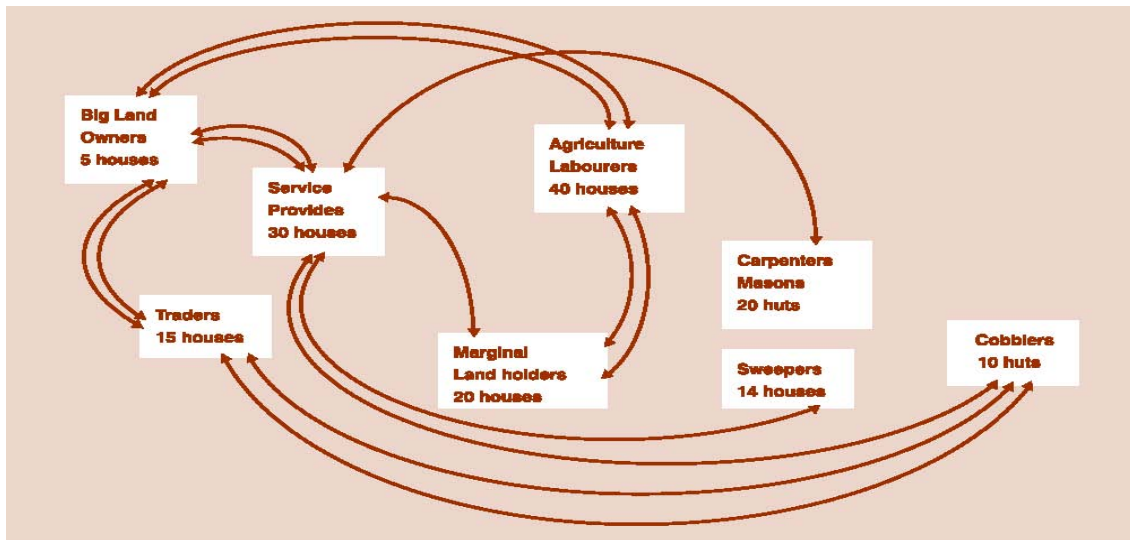 Big Land
Owners
5 houses
Service
Provides
30 houses
Agriculture
Labourers
40 houses
Carpenters
Masons
20 huts
Traders
15 houses
Marginal
Land holders
20 houses
Sweepers
14 houses
Cobblers
10 huts